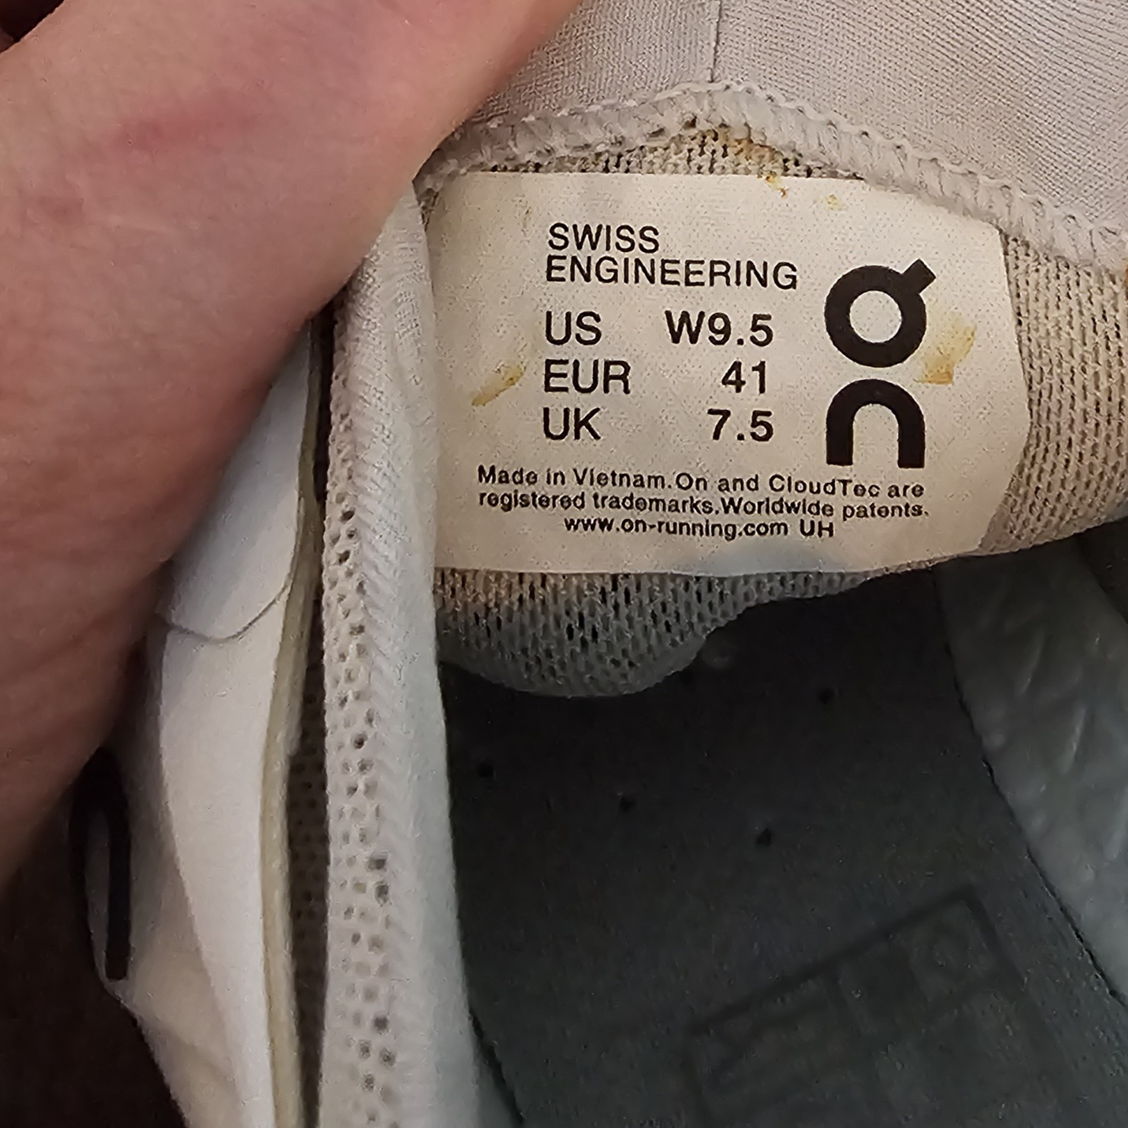 SWISS
ENGINEERING
US W9.5
EUR 41
UK 7.5
Made in Vietnam.On and CloudTec are
registered trademarks.Worldwide patents.
www.on-running.com UH